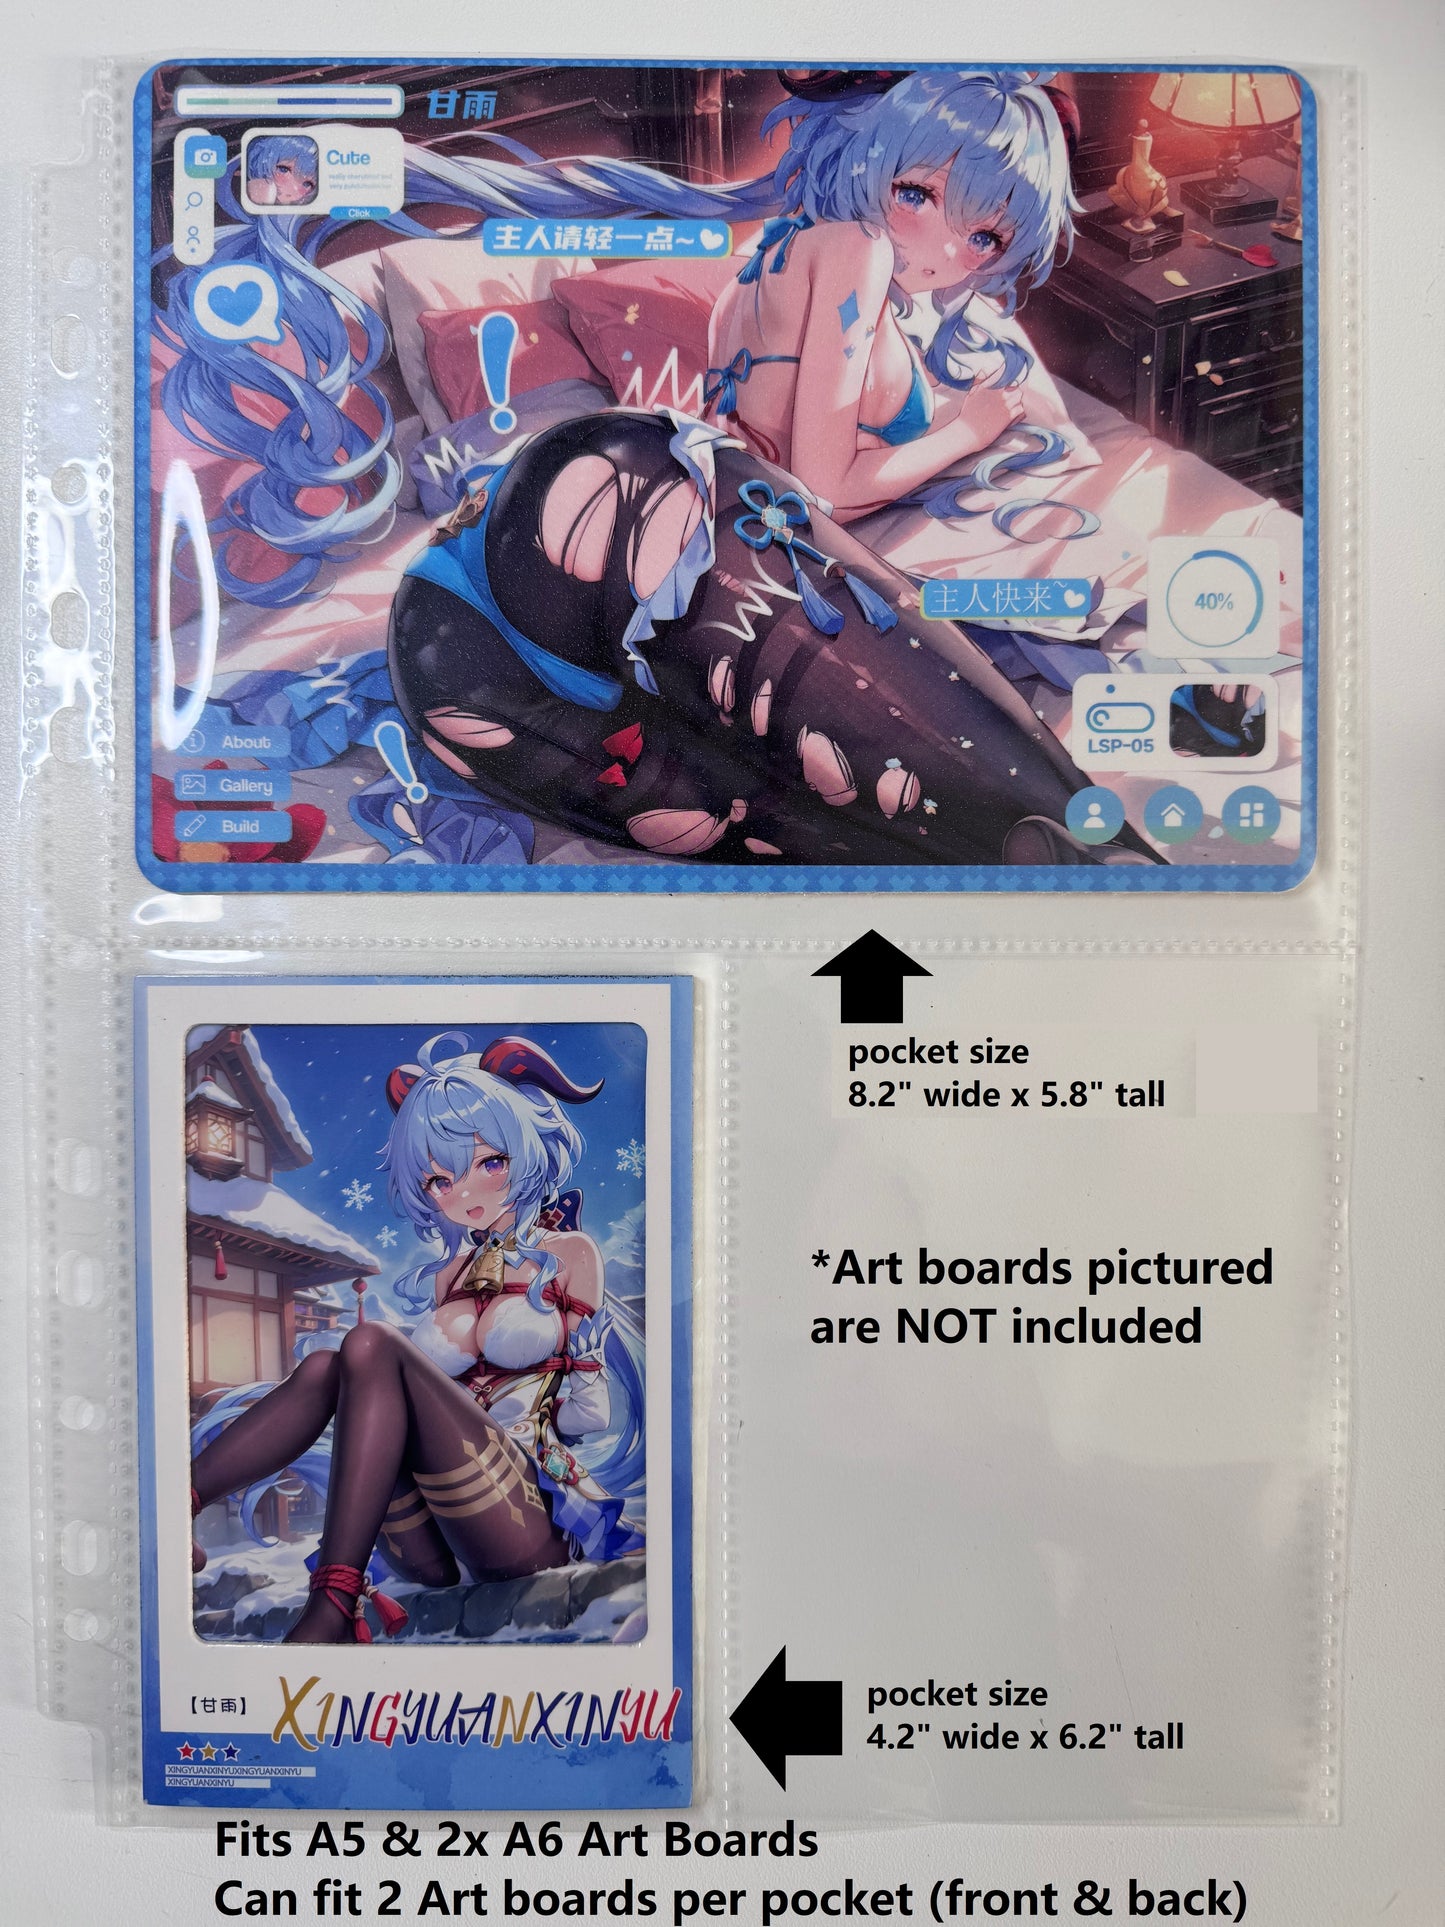 甘雨
Cute
Click
主人请轻一点~
主人快来~
40%
LSP-05
About
Gallery
Build
pocket size
8.2" wide x 5.8" tall
*Art boards pictured
are NOT included
【甘雨】
XINGYUANXINYU
XINGYUANXINYUXINGYUANXINYU
XINGYUANXINYU
pocket size
4.2" wide x 6.2" tall
Fits A5 & 2x A6 Art Boards
Can fit 2 Art boards per pocket (front & back)